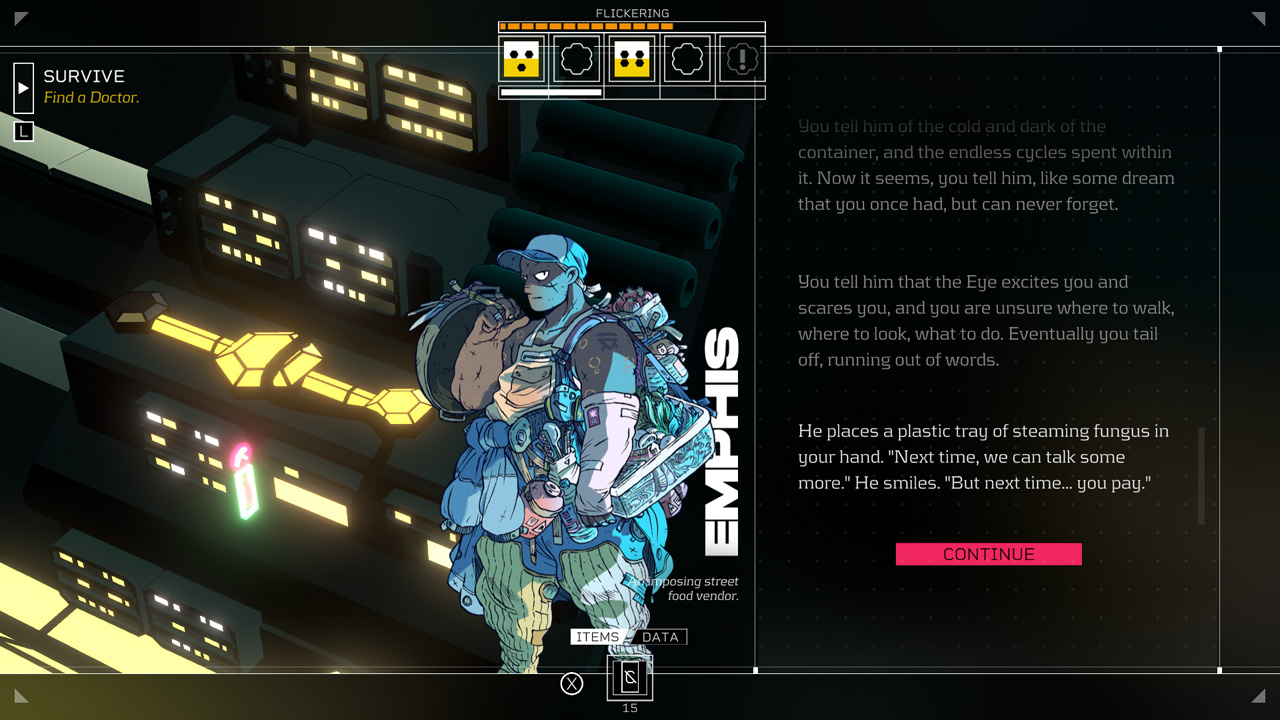 FLICKERING
SURVIVE
Find a Doctor.
L
You tell him of the cold and dark of the
container, and the endless cycles spent within
it. Now it seems, you tell him, like some dream
that you once had, but can never forget.
You tell him that the Eye excites you and
scares you, and you are unsure where to walk,
where to look, what to do. Eventually you tail
off, running out of words.
He places a plastic tray of steaming fungus in
your hand. "Next time, we can talk some
more." He smiles. "But next time... you pay."
CONTINUE
EMPHIS
An imposing street
food vendor.
ITEMS / DATA
X
15